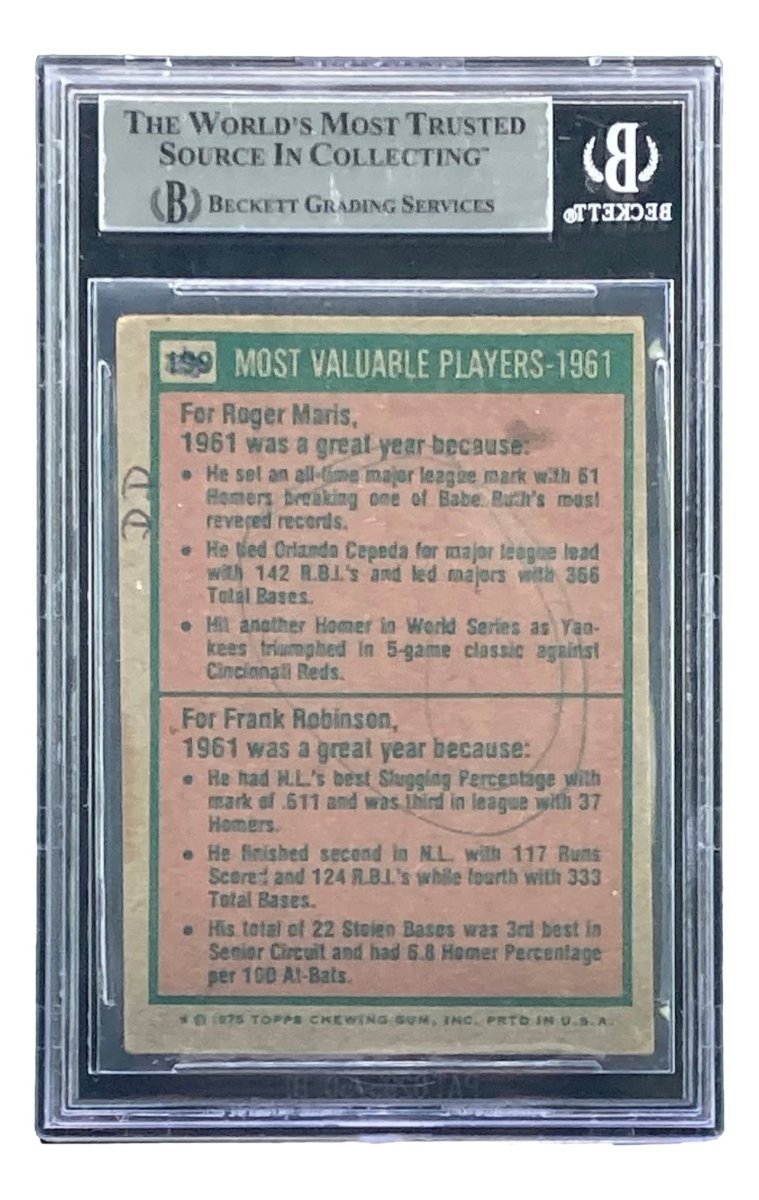 THE WORLD'S MOST TRUSTED
SOURCE IN COLLECTING™
B BECKETT GRADING SERVICES
B
BECKETT®
199 MOST VALUABLE PLAYERS-1961
For Roger Maris,
1961 was a great year because:
• He set an all-time major league mark with 61
Homers breaking one of Babe Ruth's most
revered records.
• He tied Orlando Cepeda for major league lead
with 142 R.B.I.'s and led majors with 366
Total Bases.
• Hit another Homer in World Series as Yan-
kees triumphed in 5-game classic against
Cincinnati Reds.
For Frank Robinson,
1961 was a great year because:
• He had N.L.'s best Slugging Percentage with
mark of .611 and was third in league with 37
Homers.
• He finished second in N.L. with 117 Runs
Scored and 124 R.B.I.'s while fourth with 333
Total Bases.
• His total of 22 Stolen Bases was 3rd best in
Senior Circuit and had 6.8 Homer Percentage
per 100 At-Bats.
* © 1975 TOPPS CHEWING GUM, INC. PRTD IN U.S.A.
DD